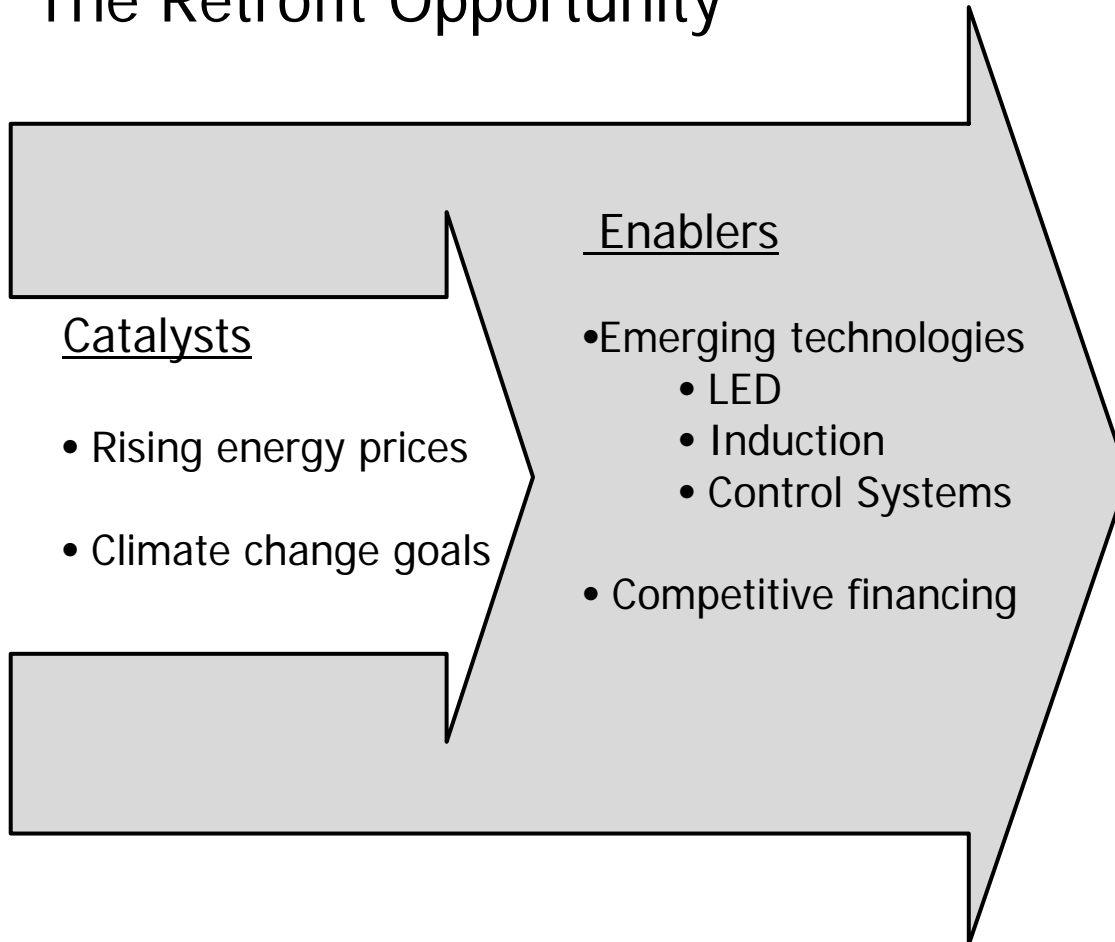 The Retrofit Opportunity
Catalysts
• Rising energy prices
• Climate change goals
Enablers
•Emerging technologies
• LED
• Induction
• Control Systems
• Competitive financing